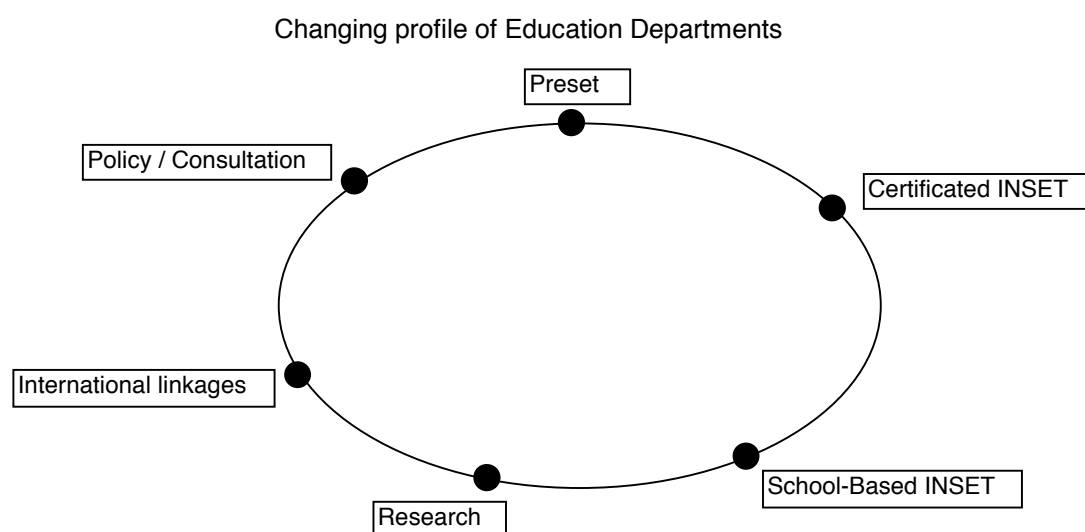 Changing profile of Education Departments
Preset
Policy / Consultation
Certificated INSET
International linkages
School-Based INSET
Research